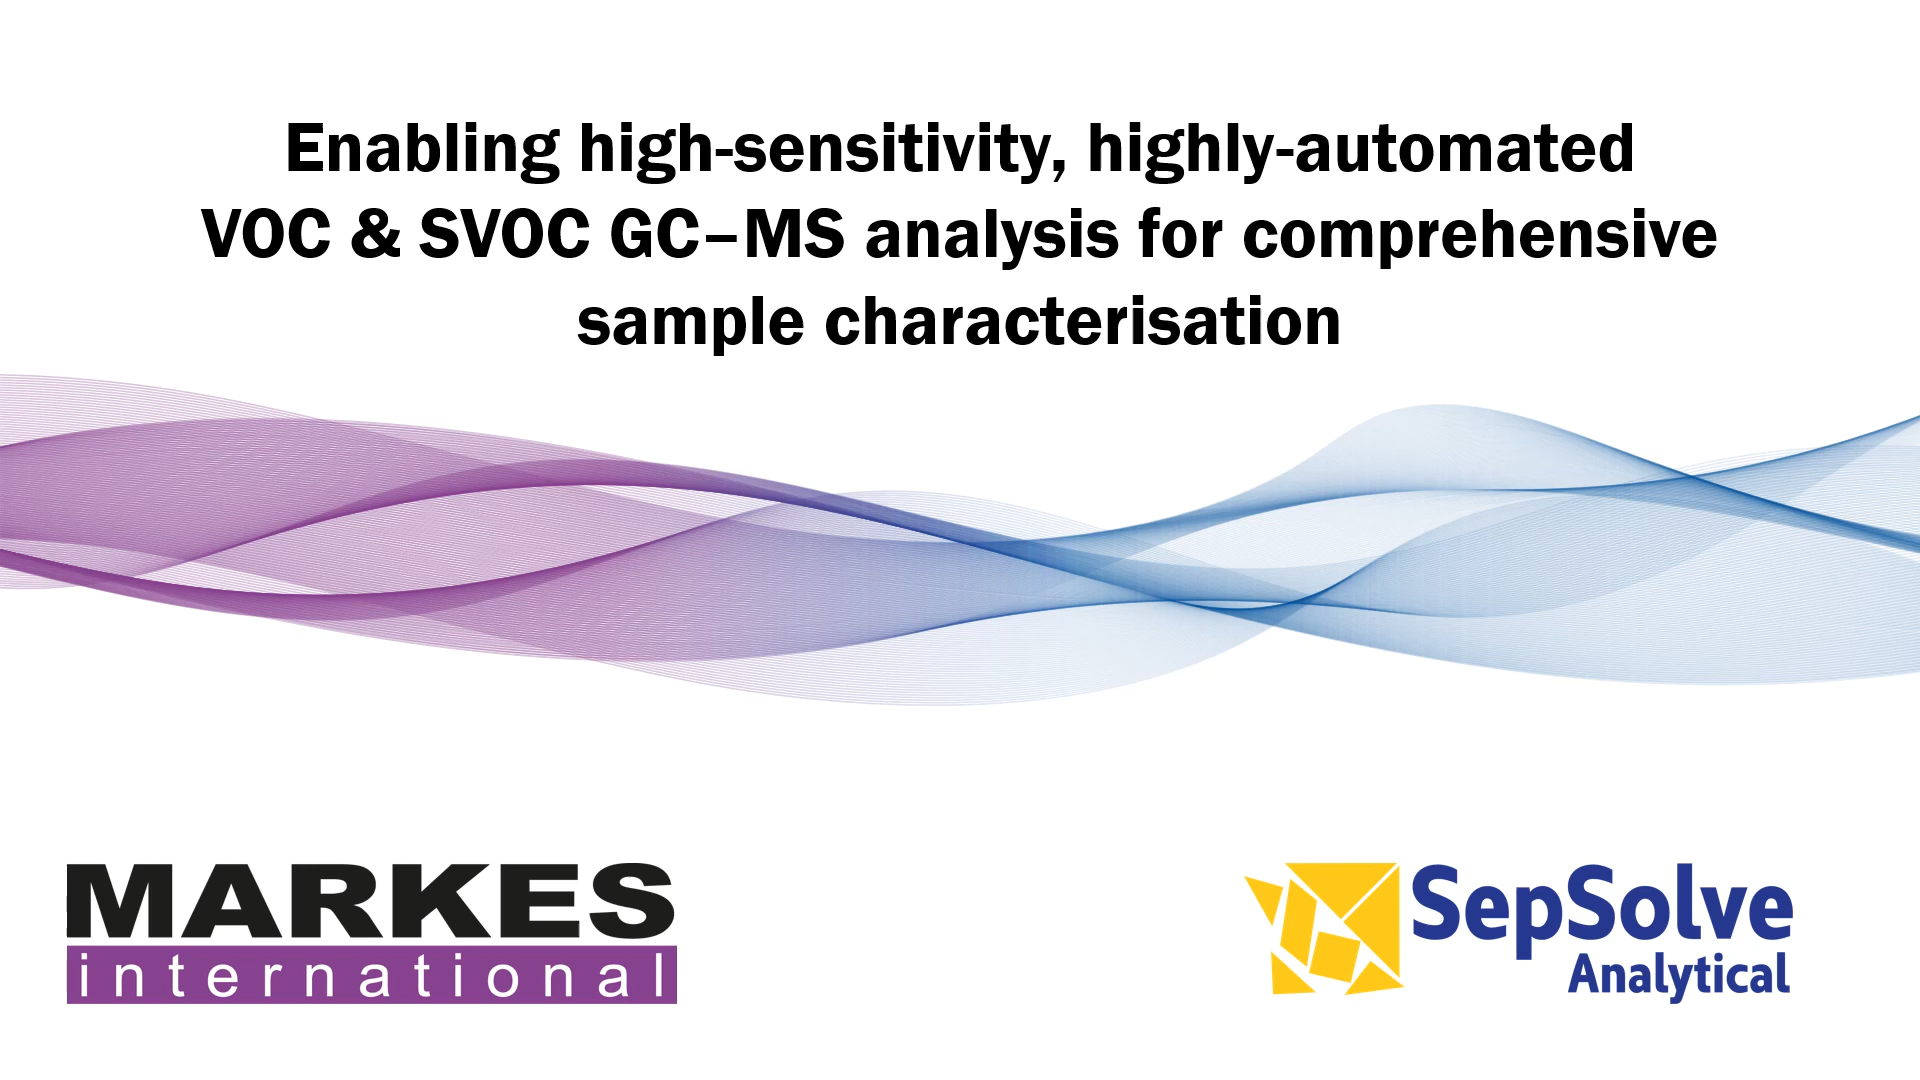 Enabling high-sensitivity, highly-automated
VOC & SVOC GC–MS analysis for comprehensive
sample characterisation
MARKES
international
SepSolve
Analytical